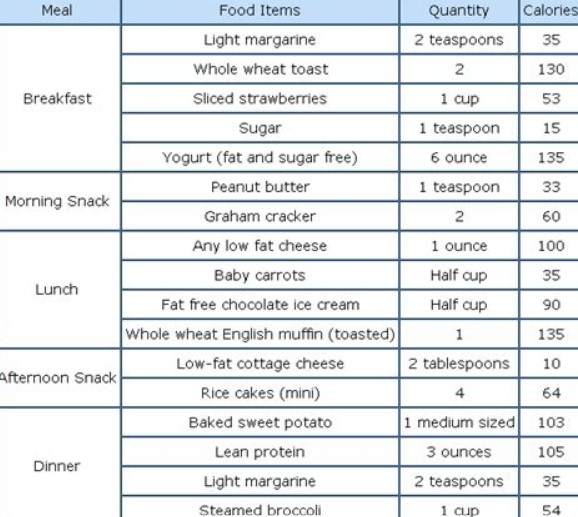 Meal Food Items Quantity Calories
Breakfast Light margarine 2 teaspoons 35
Whole wheat toast 2 130
Sliced strawberries 1 cup 53
Sugar 1 teaspoon 15
Yogurt (fat and sugar free) 6 ounce 135
Morning Snack Peanut butter 1 teaspoon 33
Graham cracker 2 60
Lunch Any low fat cheese 1 ounce 100
Baby carrots Half cup 35
Fat free chocolate ice cream Half cup 90
Whole wheat English muffin (toasted) 1 135
Afternoon Snack Low-fat cottage cheese 2 tablespoons 10
Rice cakes (mini) 4 64
Dinner Baked sweet potato 1 medium sized 103
Lean protein 3 ounces 105
Light margarine 2 teaspoons 35
Steamed broccoli 1 cup 54